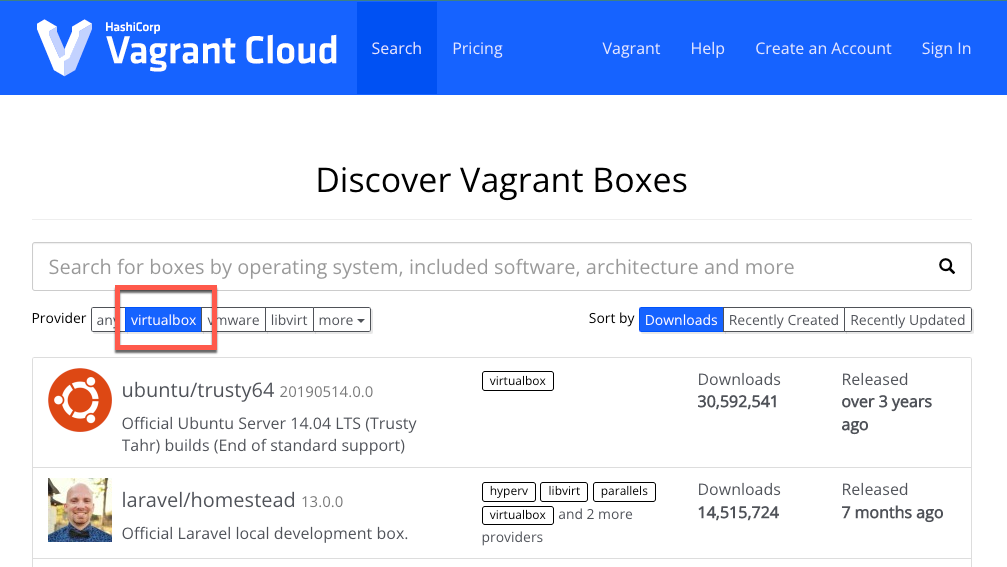 HashiCorp
Vagrant Cloud
Search Pricing Vagrant Help Create an Account Sign In
Discover Vagrant Boxes
Search for boxes by operating system, included software, architecture and more
Provider any virtualbox vmware libvirt more Sort by Downloads Recently Created Recently Updated
ubuntu/trusty64 20190514.0.0
Official Ubuntu Server 14.04 LTS (Trusty
Tahr) builds (End of standard support)
virtualbox
Downloads
30,592,541
Released
over 3 years
ago
laravel/homestead 13.0.0
Official Laravel local development box.
hyperv libvirt parallels
virtualbox and 2 more
providers
Downloads
14,515,724
Released
7 months ago